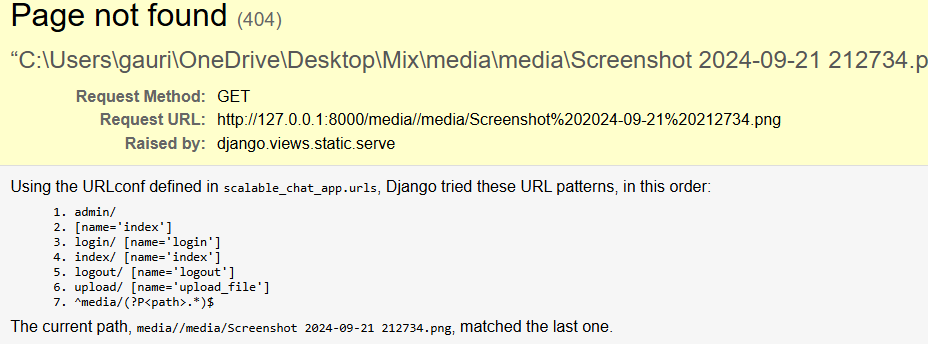 Page not found (404)
“C:\Users\gauri\OneDrive\Desktop\Mix\media\media\Screenshot 2024-09-21 212734.p
Request Method: GET
Request URL: http://127.0.0.1:8000/media//media/Screenshot%202024-09-21%20212734.png
Raised by: django.views.static.serve
Using the URLconf defined in scalable_chat_app.urls, Django tried these URL patterns, in this order:
1. admin/
2. [name='index']
3. login/ [name='login']
4. index/ [name='index']
5. logout/ [name='logout']
6. upload/ [name='upload_file']
7. ^media/(?P<path>.*)$
The current path, media//media/Screenshot 2024-09-21 212734.png, matched the last one.